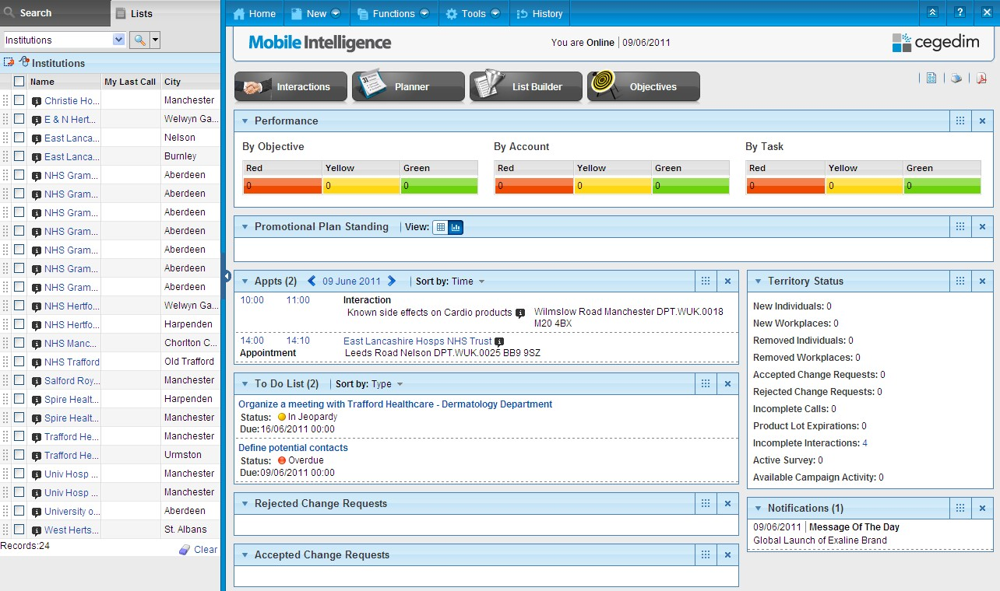 Search
Lists
Institutions
Institutions
Name My Last Call City
Christie Ho... Manchester
E & N Hert... Welwyn Ga...
East Lanca... Nelson
East Lanca... Burnley
NHS Gram... Aberdeen
NHS Gram... Aberdeen
NHS Gram... Aberdeen
NHS Gram... Aberdeen
NHS Gram... Aberdeen
NHS Gram... Aberdeen
NHS Gram... Aberdeen
NHS Hertfo... Welwyn Ga...
NHS Hertfo... Harpenden
NHS Manc... Chorlton C...
NHS Trafford Old Trafford
Salford Roy... Manchester
Spire Healt... Harpenden
Spire Healt... Manchester
Trafford He... Manchester
Trafford He... Urmston
Univ Hosp ... Manchester
Univ Hosp ... Manchester
University o... Aberdeen
West Herts... St. Albans
Records:24
Clear
Home New Functions Tools History
?
Mobile Intelligence
You are Online | 09/06/2011
cegedim
Interactions
Planner
List Builder
Objectives
Performance
By Objective By Account By Task
Red Yellow Green Red Yellow Green Red Yellow Green
0 0 0 0 0 0 0 0 0
Promotional Plan Standing | View:
Appts (2) 09 June 2011 | Sort by: Time
10:00 11:00 Interaction
Known side effects on Cardio products Wilmslow Road Manchester DPT.WUK.0018
M20 4BX
14:00 14:10 East Lancashire Hosps NHS Trust
Appointment Leeds Road Nelson DPT.WUK.0025 BB9 9SZ
To Do List (2) | Sort by: Type
Organize a meeting with Trafford Healthcare - Dermatology Department
Status: In Jeopardy
Due:16/06/2011 00:00
Define potential contacts
Status: Overdue
Due:09/06/2011 00:00
Rejected Change Requests
Accepted Change Requests
Territory Status
New Individuals: 0
New Workplaces: 0
Removed Individuals: 0
Removed Workplaces: 0
Accepted Change Requests: 0
Rejected Change Requests: 0
Incomplete Calls: 0
Product Lot Expirations: 0
Incomplete Interactions: 4
Active Survey: 0
Available Campaign Activity: 0
Notifications (1)
09/06/2011 | Message Of The Day
Global Launch of Exaline Brand